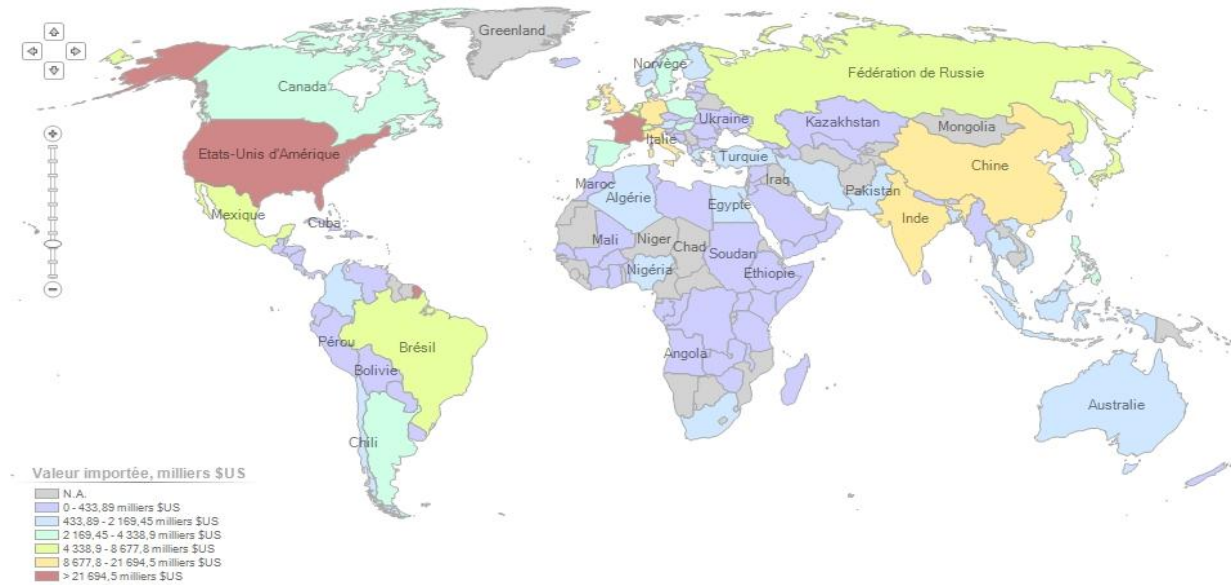 Greenland
Norvège
Fédération de Russie
Canada
Ukraine
Kazakhstan
Mongolia
Italie
Etats-Unis d'Amérique
Turquie
Chine
Iraq
Pakistan
Maroc
Algérie
Egypte
Inde
Mexique
Cuba
Mali
Niger
Chad
Soudan
Nigéria
Ethiopie
Pérou
Brésil
Angola
Bolivie
Australie
Chili
Valeur importée, milliers $US
N.A.
0 - 433,89 milliers $US
433,89 - 2 169,45 milliers $US
2 169,45 - 4 338,9 milliers $US
4 338,9 - 8 677,8 milliers $US
8 677,8 - 21 694,5 milliers $US
> 21 694,5 milliers $US